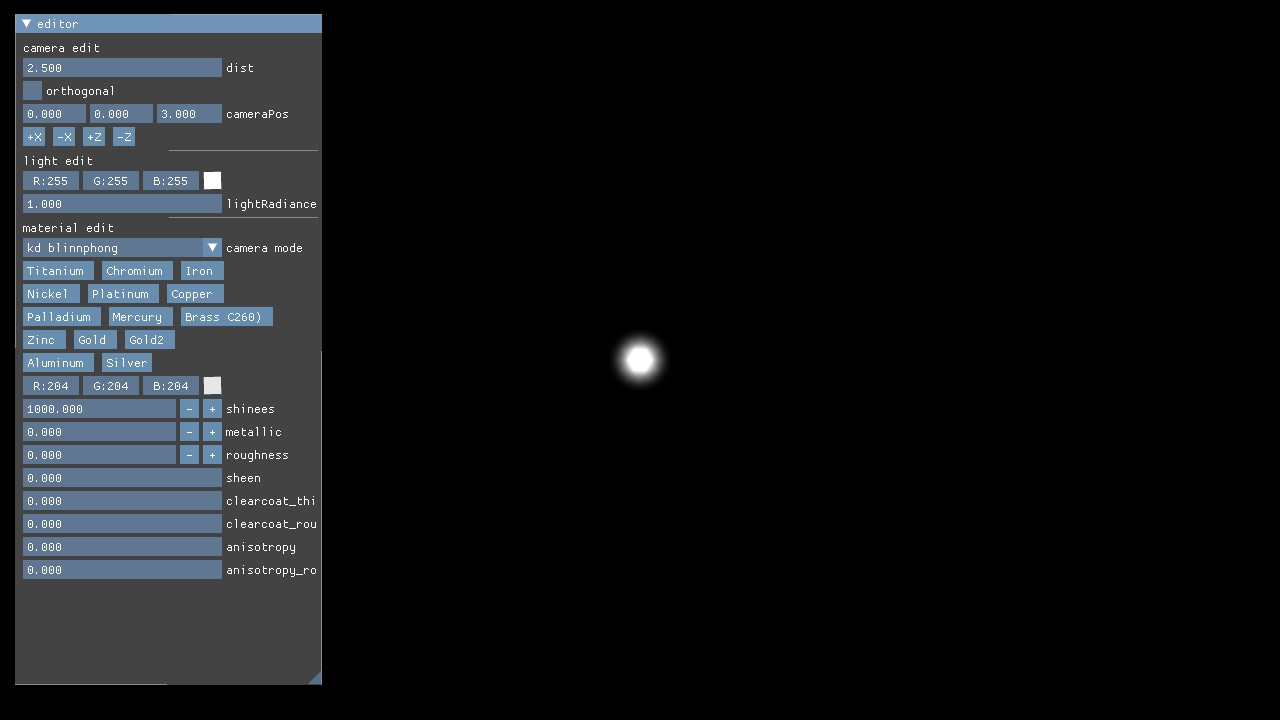 editor
camera edit
2.500 dist
orthogonal
0.000 0.000 3.000 cameraPos
+X -X +Z -Z
light edit
R:255 G:255 B:255
1.000 lightRadiance
material edit
kd blinnphong camera mode
Titanium Chromium Iron
Nickel Platinum Copper
Palladium Mercury Brass C260)
Zinc Gold Gold2
Aluminum Silver
R:204 G:204 B:204
1000.000 - + shinees
0.000 - + metallic
0.000 - + roughness
0.000 sheen
0.000 clearcoat_thi
0.000 clearcoat_rou
0.000 anisotropy
0.000 anisotropy_ro